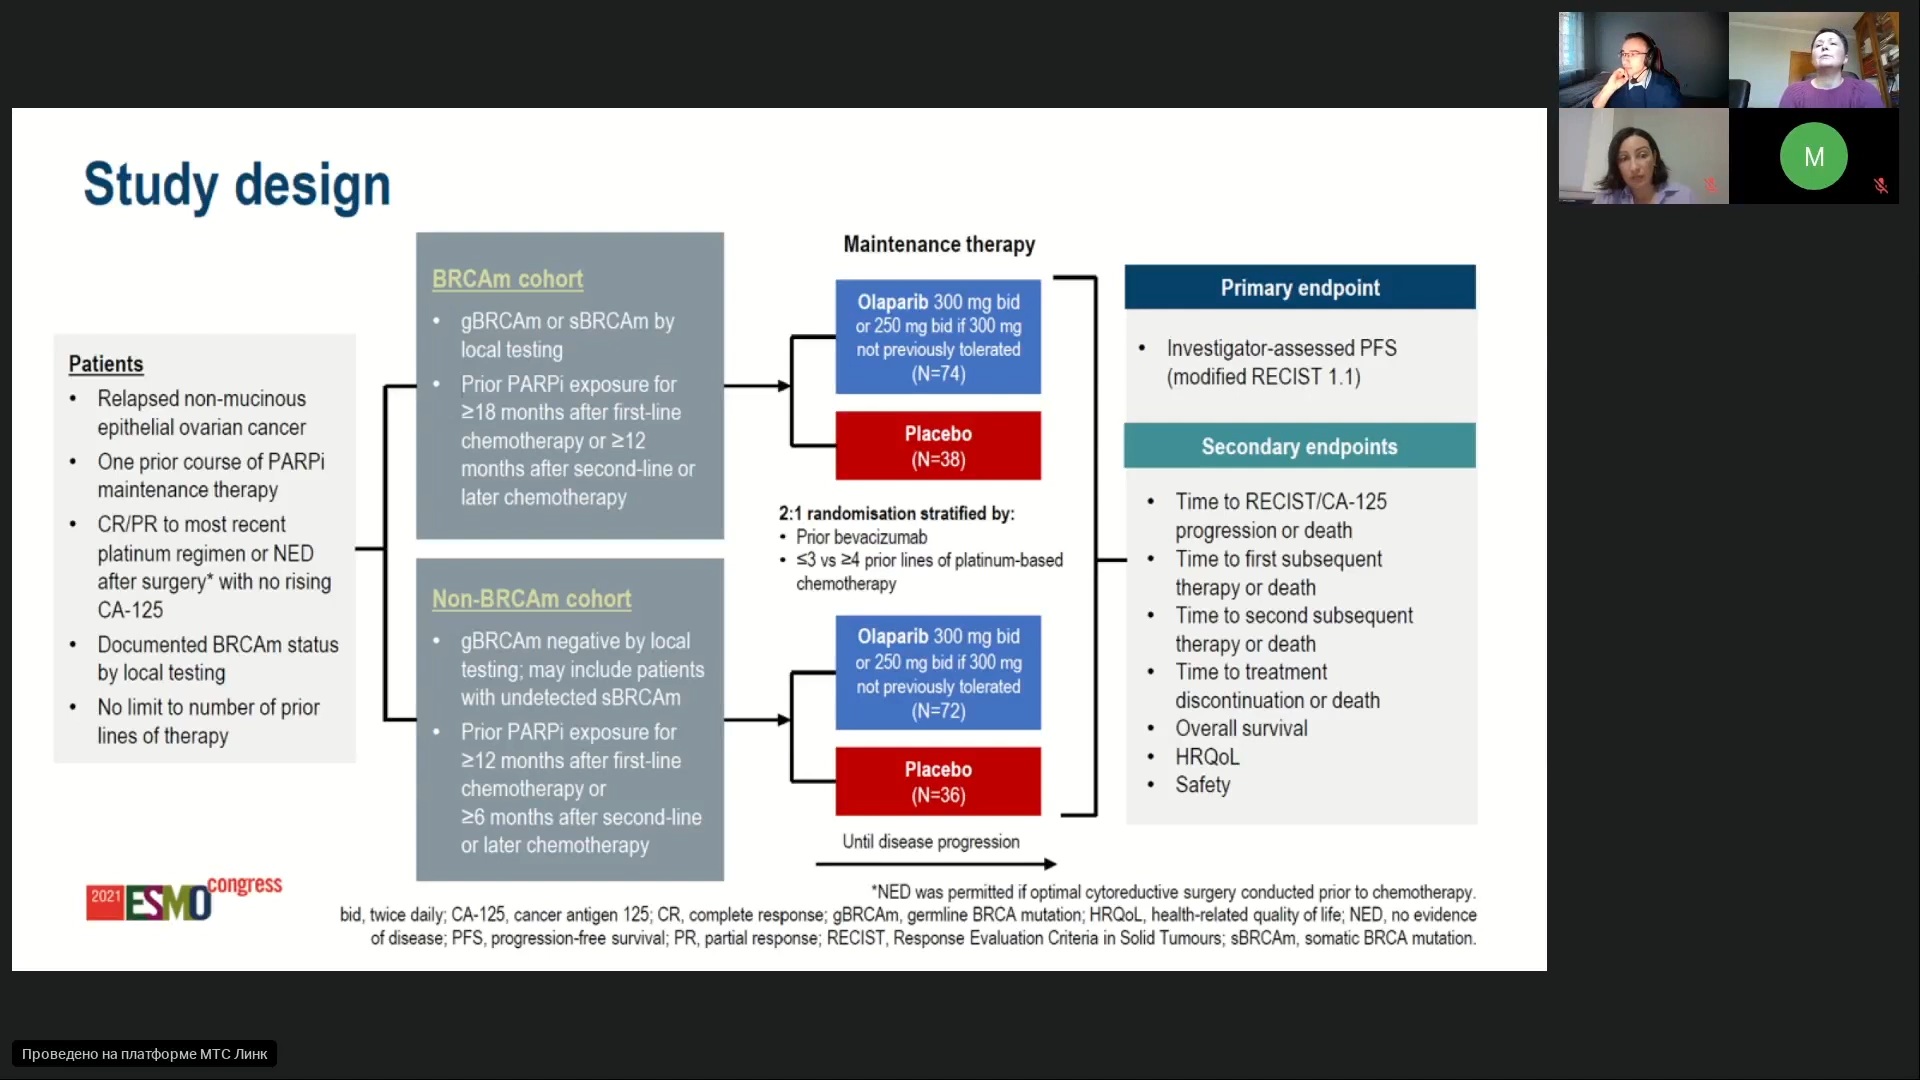 Study design
Patients
• Relapsed non-mucinous
epithelial ovarian cancer
• One prior course of PARPi
maintenance therapy
• CR/PR to most recent
platinum regimen or NED
after surgery* with no rising
CA-125
• Documented BRCAm status
by local testing
• No limit to number of prior
lines of therapy
BRCAm cohort
• gBRCAm or sBRCAm by
local testing
• Prior PARPi exposure for
≥18 months after first-line
chemotherapy or ≥12
months after second-line or
later chemotherapy
Non-BRCAm cohort
• gBRCAm negative by local
testing; may include patients
with undetected sBRCAm
• Prior PARPi exposure for
≥12 months after first-line
chemotherapy or
≥6 months after second-line
or later chemotherapy
Maintenance therapy
Olaparib 300 mg bid
or 250 mg bid if 300 mg
not previously tolerated
(N=74)
Placebo
(N=38)
2:1 randomisation stratified by:
• Prior bevacizumab
• ≤3 vs ≥4 prior lines of platinum-based
chemotherapy
Olaparib 300 mg bid
or 250 mg bid if 300 mg
not previously tolerated
(N=72)
Placebo
(N=36)
Until disease progression
Primary endpoint
• Investigator-assessed PFS
(modified RECIST 1.1)
Secondary endpoints
• Time to RECIST/CA-125
progression or death
• Time to first subsequent
therapy or death
• Time to second subsequent
therapy or death
• Time to treatment
discontinuation or death
• Overall survival
• HRQoL
• Safety
2021 ESMO congress
*NED was permitted if optimal cytoreductive surgery conducted prior to chemotherapy.
bid, twice daily; CA-125, cancer antigen 125; CR, complete response; gBRCAm, germline BRCA mutation; HRQoL, health-related quality of life; NED, no evidence
of disease; PFS, progression-free survival; PR, partial response; RECIST, Response Evaluation Criteria in Solid Tumours; sBRCAm, somatic BRCA mutation.
M
Проведено на платформе МТС Линк